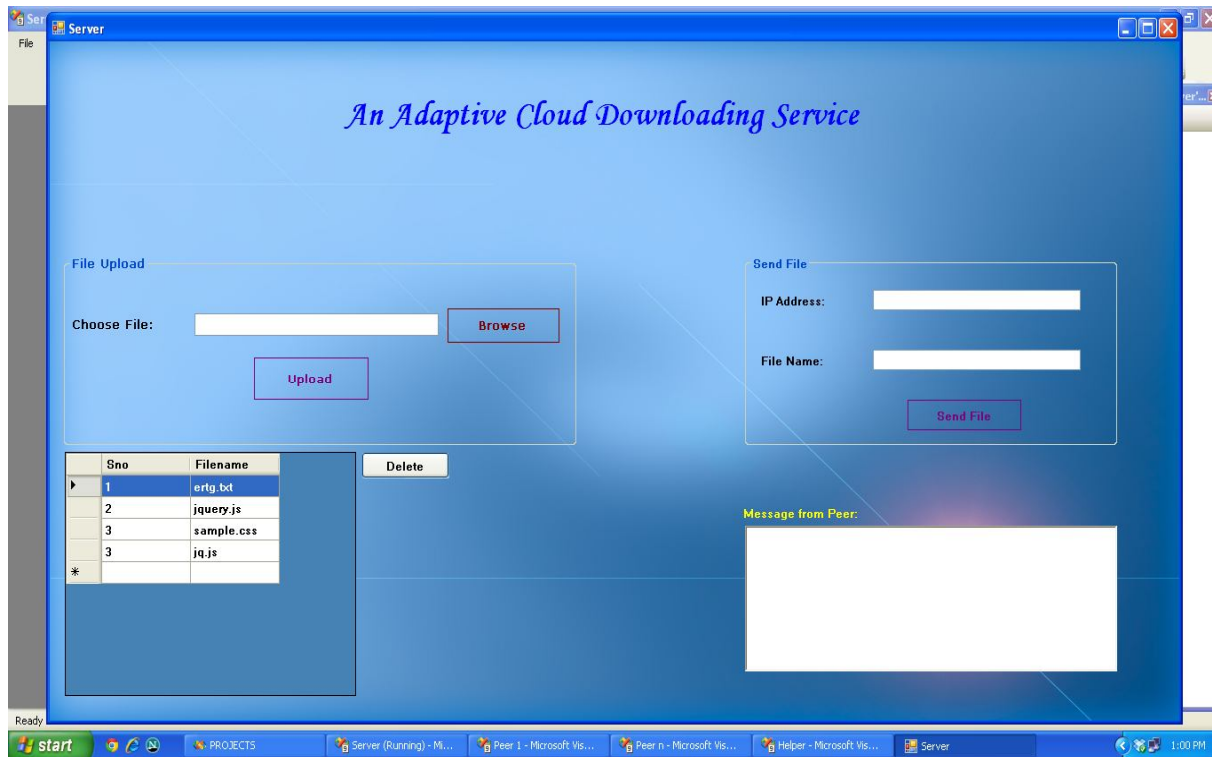 Ser
Server
File
er'...
An Adaptive Cloud Downloading Service
File Upload
Choose File:
Browse
Upload
Send File
IP Address:
File Name:
Send File
Sno Filename
1 ertg.txt
2 jquery.js
3 sample.css
3 jq.js
*
Delete
Message from Peer:
Ready
start
PROJECTS
Server (Running) - Mi...
Peer 1 - Microsoft Vis...
Peer n - Microsoft Vis...
Helper - Microsoft Vis...
Server
1:00 PM